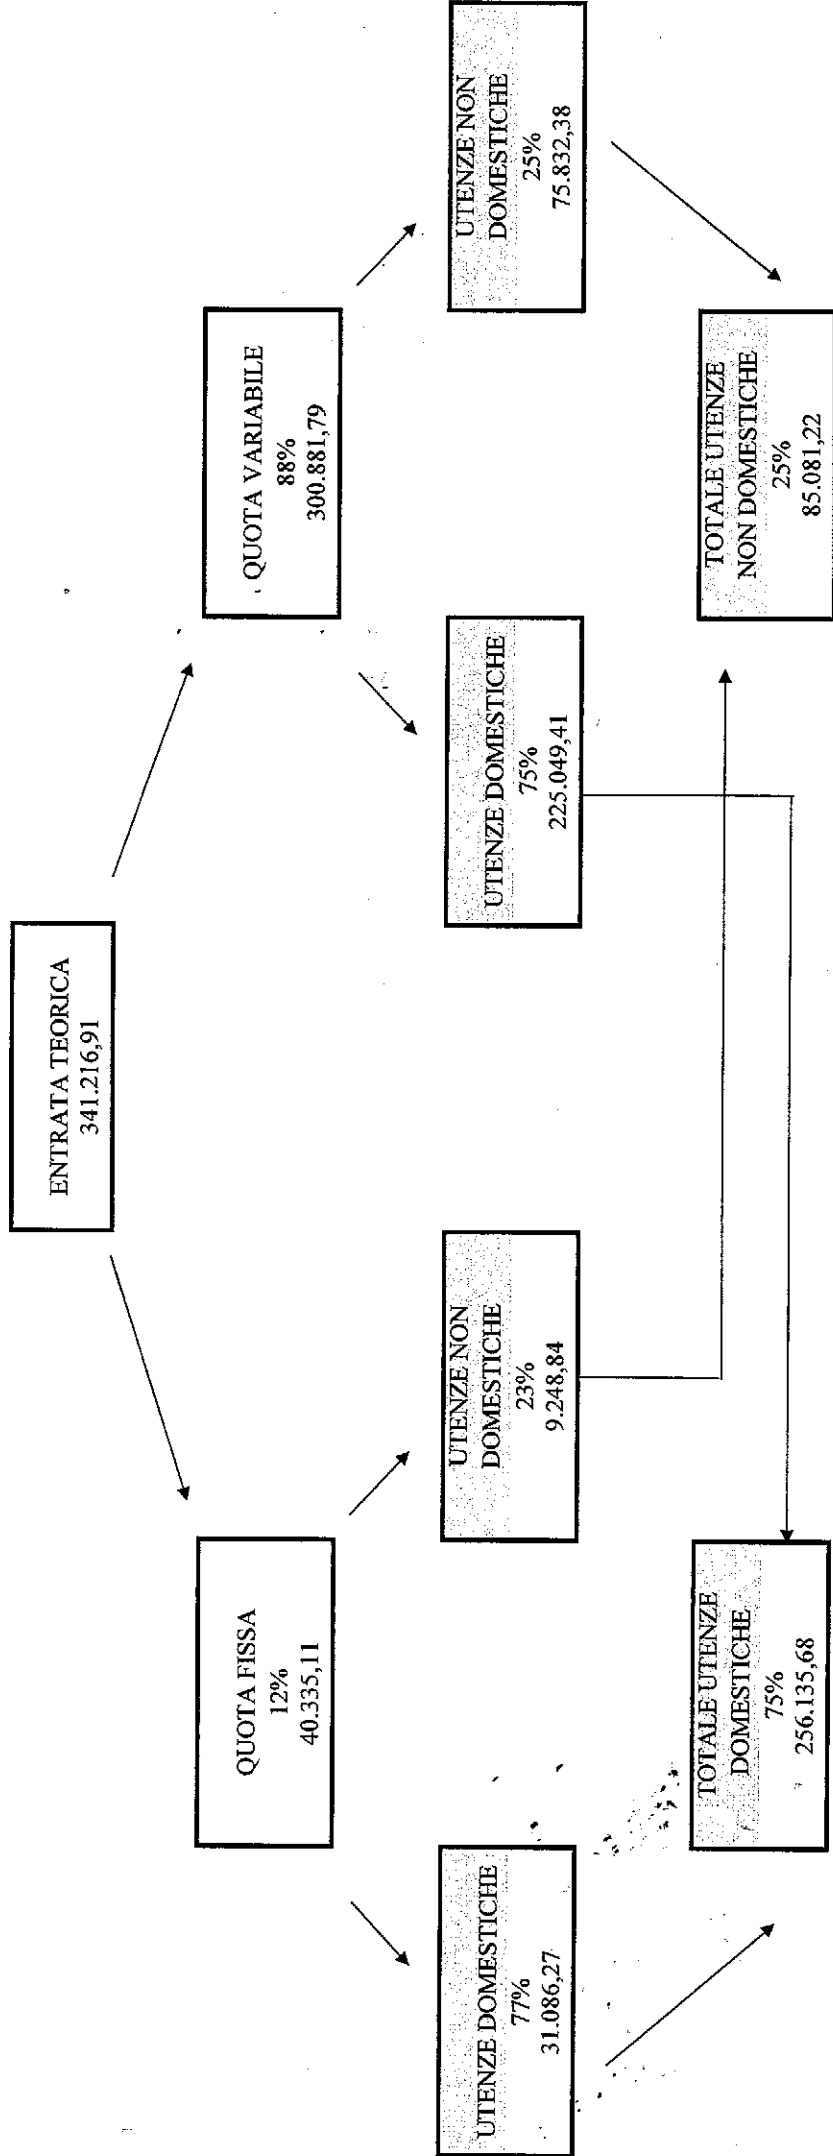 ENTRATA TEORICA
341.216,91
QUOTA FISSA
12%
40.335,11
QUOTA VARIABILE
88%
300.881,79
UTENZE DOMESTICHE
77%
31.086,27
UTENZE NON
DOMESTICHE
23%
9.248,84
UTENZE DOMESTICHE
75%
225.049,41
UTENZE NON
DOMESTICHE
25%
75.832,38
TOTALE UTENZE
DOMESTICHE
75%
256.135,68
TOTALE UTENZE
NON DOMESTICHE
25%
85.081,22